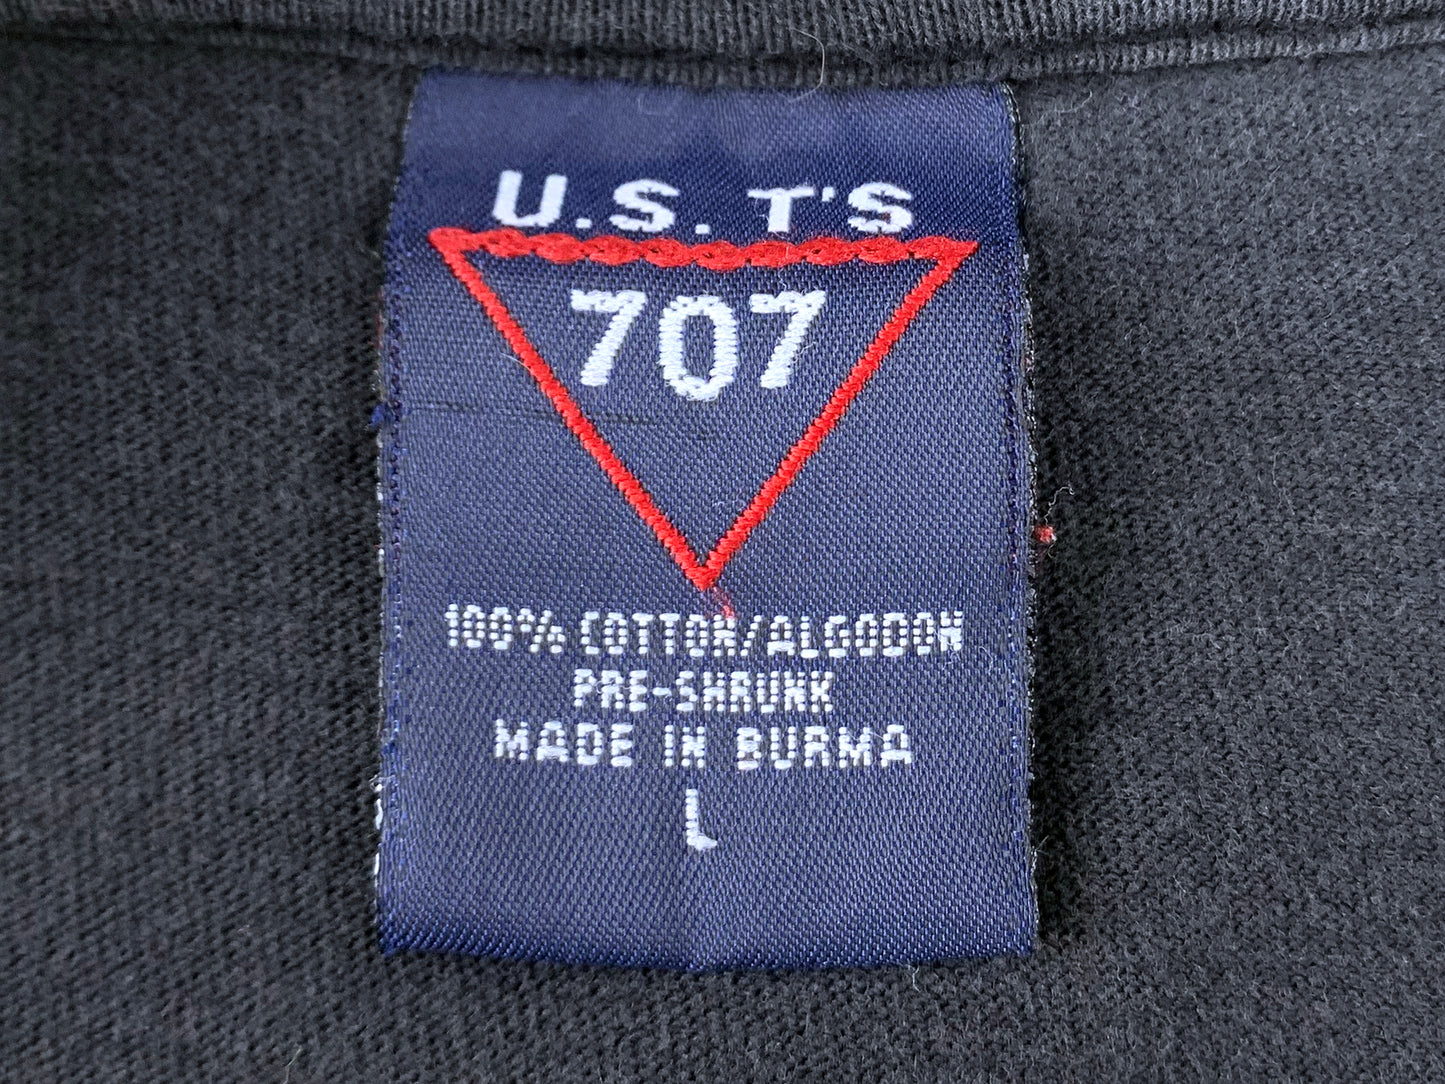 U.S. T'S
707
100% COTTON/ALGODON
PRE-SHRUNK
MADE IN BURMA
L